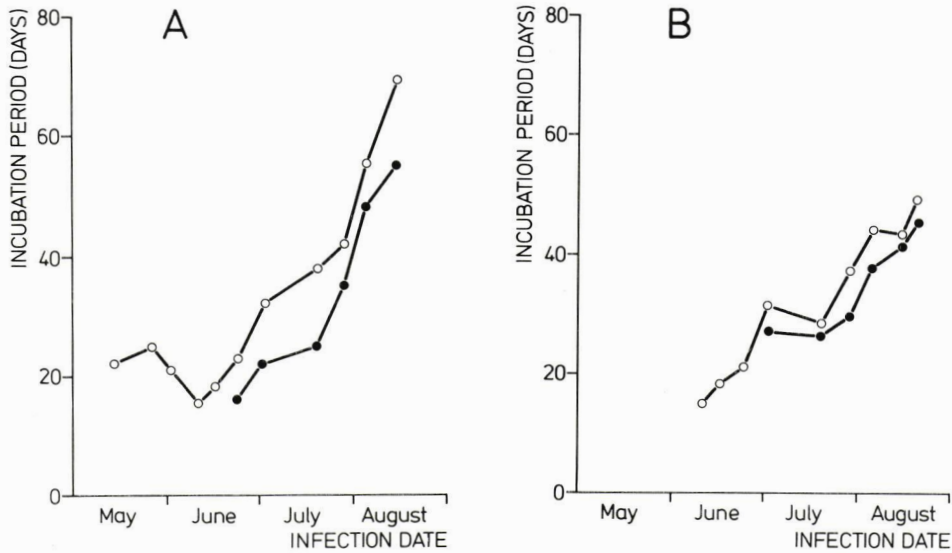 A
INCUBATION PERIOD (DAYS)
80
60
40
20
0
May June July August
INFECTION DATE
B
INCUBATION PERIOD (DAYS)
80
60
40
20
0
May June July August
INFECTION DATE